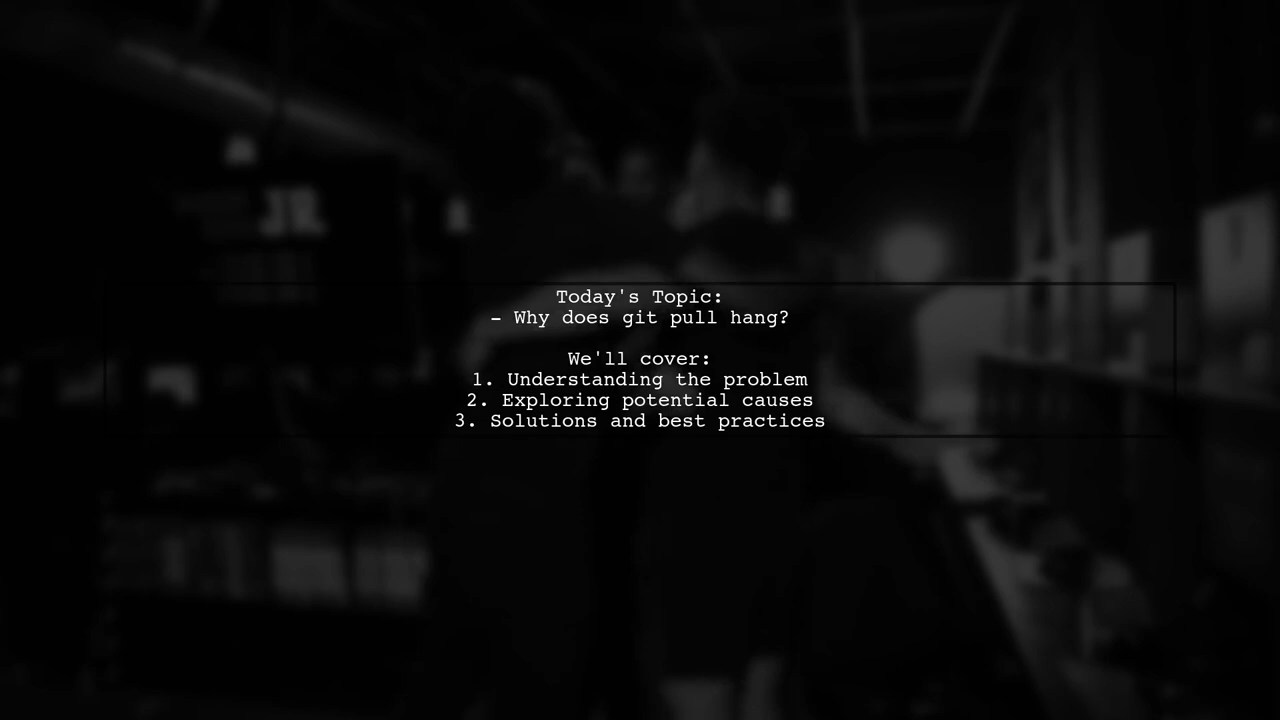 Today's Topic:
- Why does git pull hang?
We'll cover:
1. Understanding the problem
2. Exploring potential causes
3. Solutions and best practices